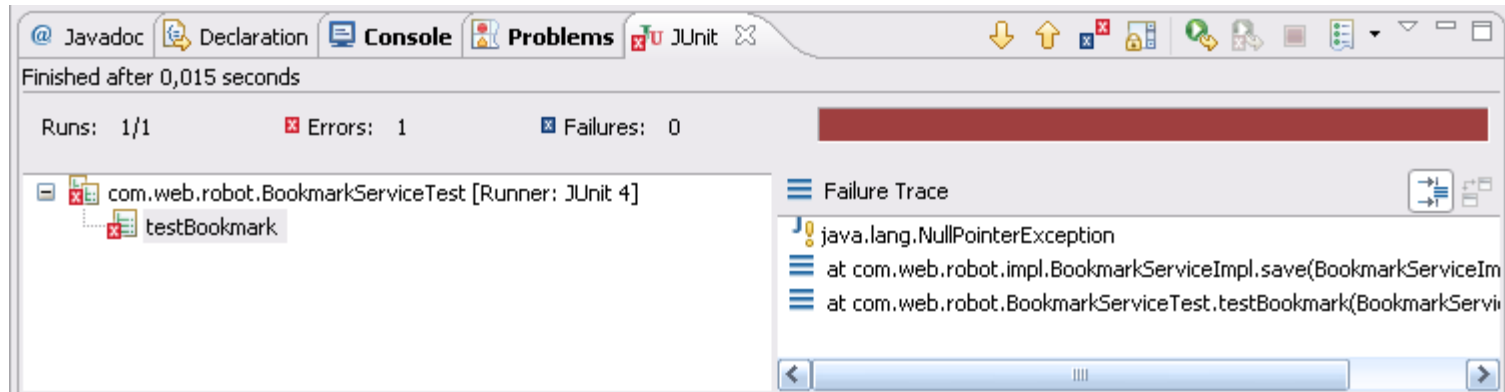 @ Javadoc Declaration Console Problems JU JUnit
Finished after 0,015 seconds
Runs: 1/1 Errors: 1 Failures: 0
com.web.robot.BookmarkServiceTest [Runner: JUnit 4]
testBookmark
Failure Trace
java.lang.NullPointerException
at com.web.robot.impl.BookmarkServiceImpl.save(BookmarkServiceIm
at com.web.robot.BookmarkServiceTest.testBookmark(BookmarkServi